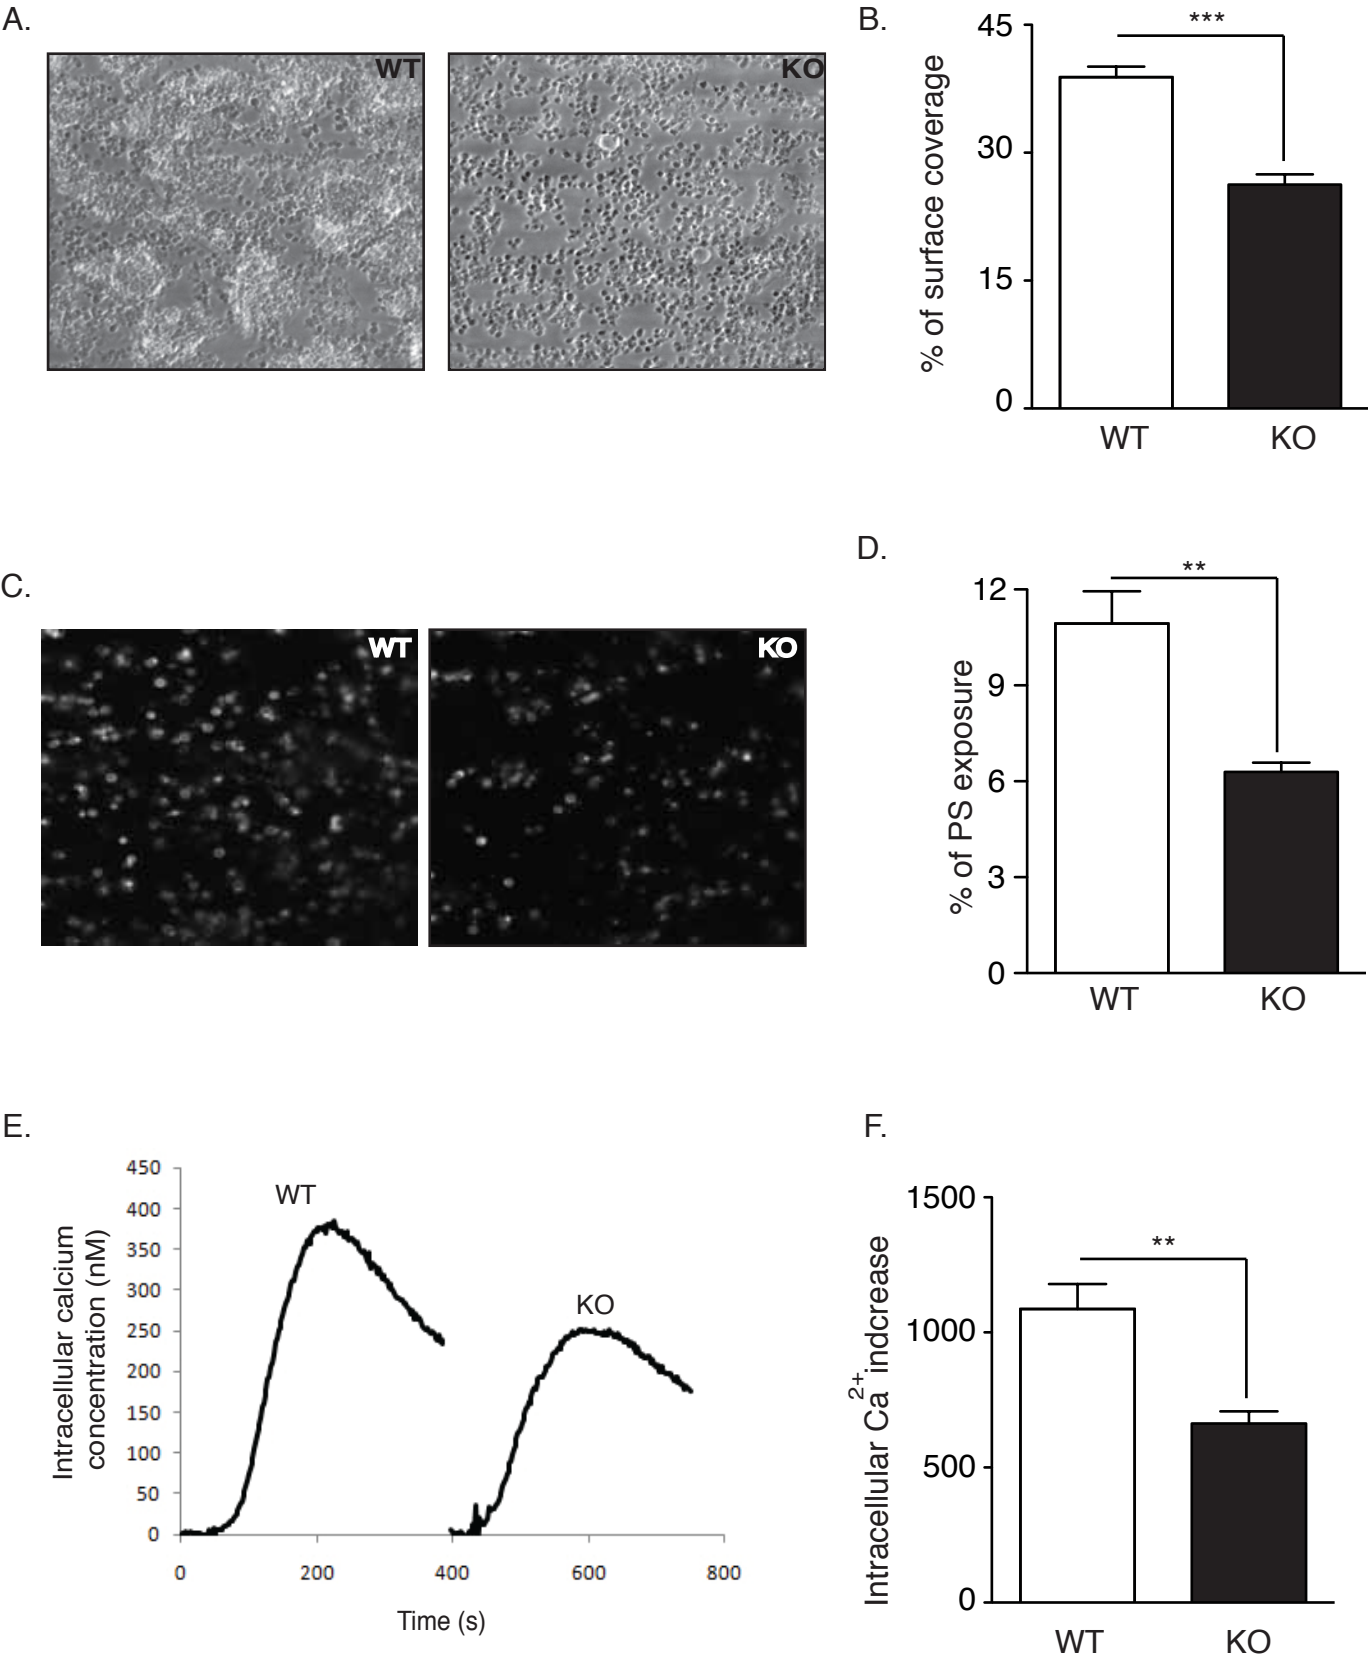 A.
WT
KO
B.
***
45
30
15
0
% of surface coverage
WT
KO
C.
WT
KO
D.
**
12
9
6
3
0
% of PS exposure
WT
KO
E.
450
400
350
300
250
200
150
100
50
0
Intracellular calcium
concentration (nM)
WT
KO
0 200 400 600 800
Time (s)
F.
**
1500
1000
500
0
Intracellular Ca2+indcrease
WT
KO